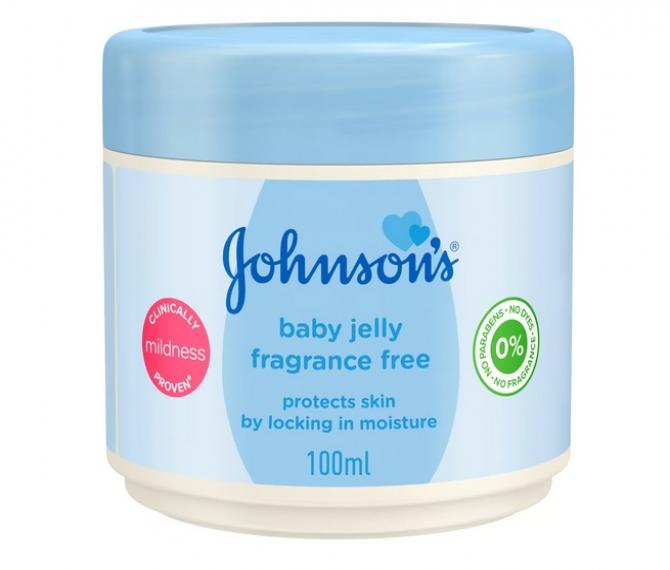 Johnson's®
baby jelly
fragrance free
protects skin
by locking in moisture
100ml
CLINICALLY
mildness
PROVEN®
NO PARABENS • NO DYES • NO FRAGRANCE
0%